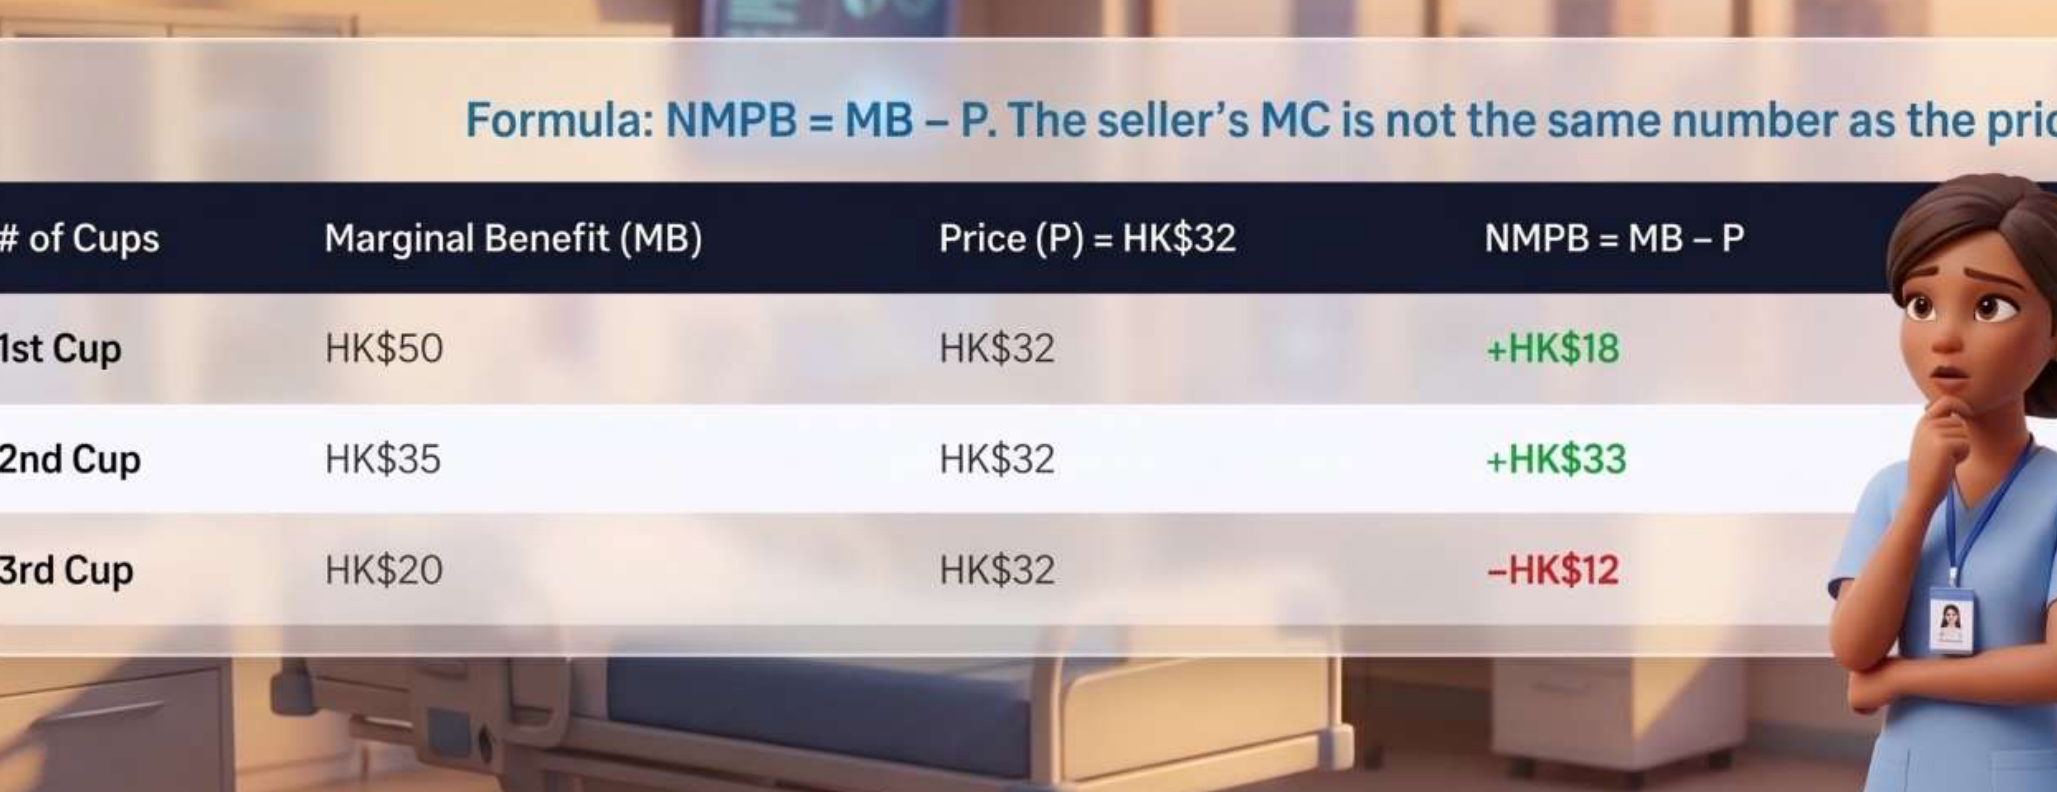 Formula: NMPB = MB – P. The seller's MC is not the same number as the pric
# of Cups Marginal Benefit (MB) Price (P) = HK$32 NMPB = MB – P
1st Cup HK$50 HK$32 +HK$18
2nd Cup HK$35 HK$32 +HK$33
3rd Cup HK$20 HK$32 –HK$12